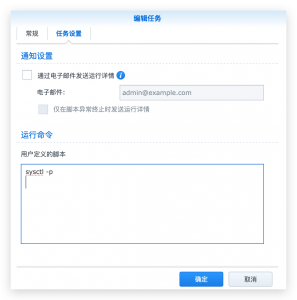 编辑任务
常规 任务设置
通知设置
通过电子邮件发送运行详情
电子邮件: admin@example.com
仅在脚本异常终止时发送运行详情
运行命令
用户定义的脚本
sysctl -p
确定 取消